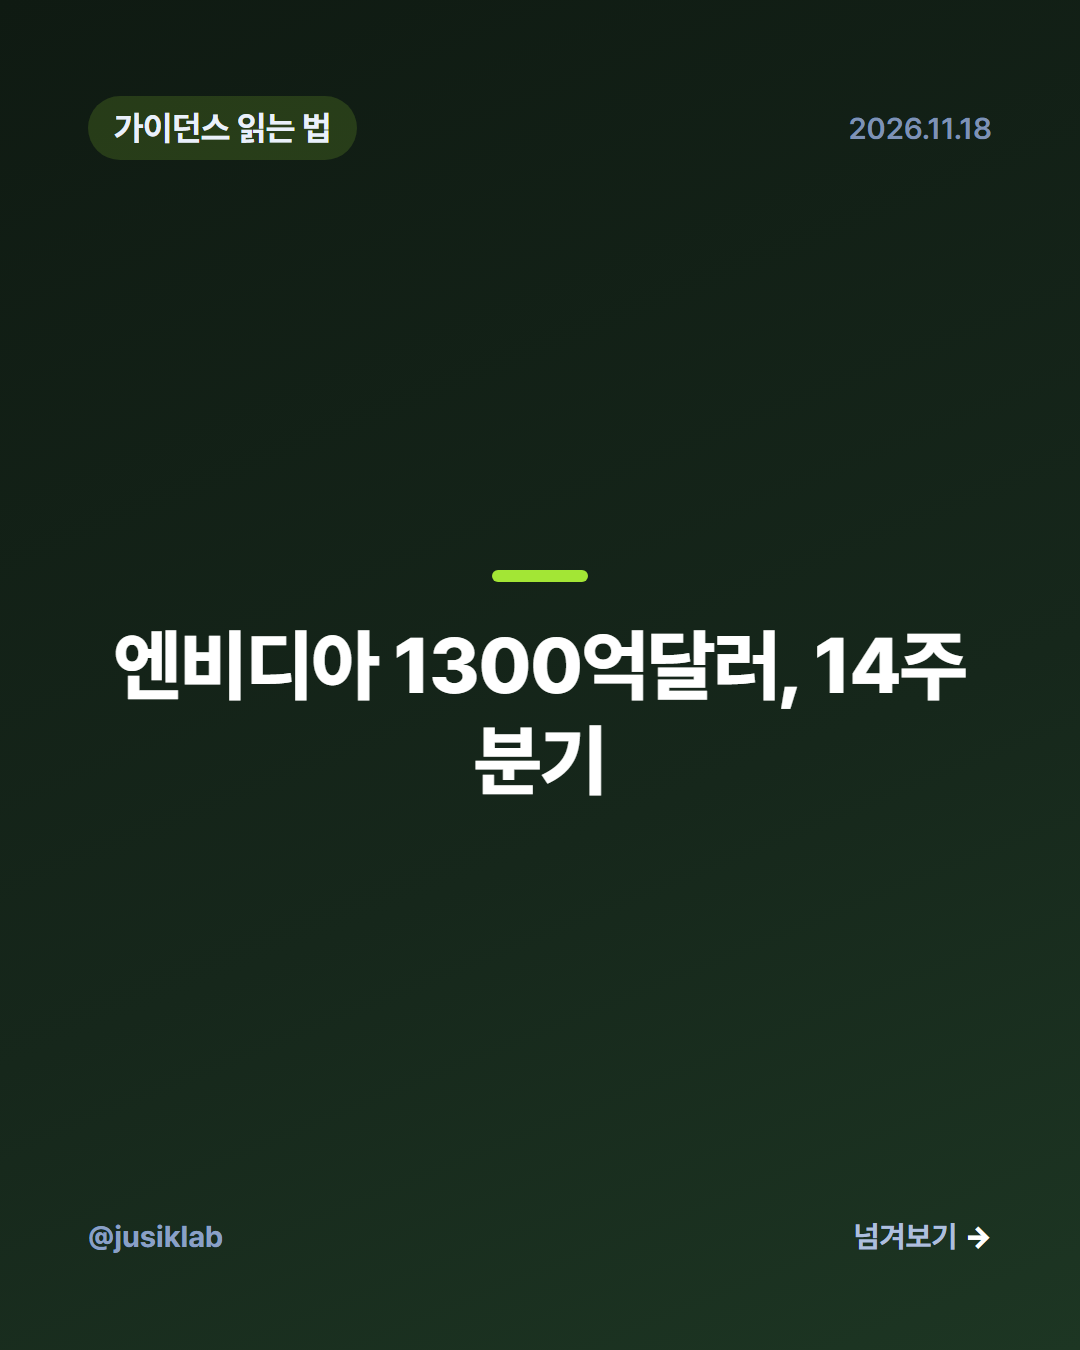 가이던스 읽는 법
2026.11.18
엔비디아 1300억달러, 14주
분기
@jusiklab
넘겨보기 →